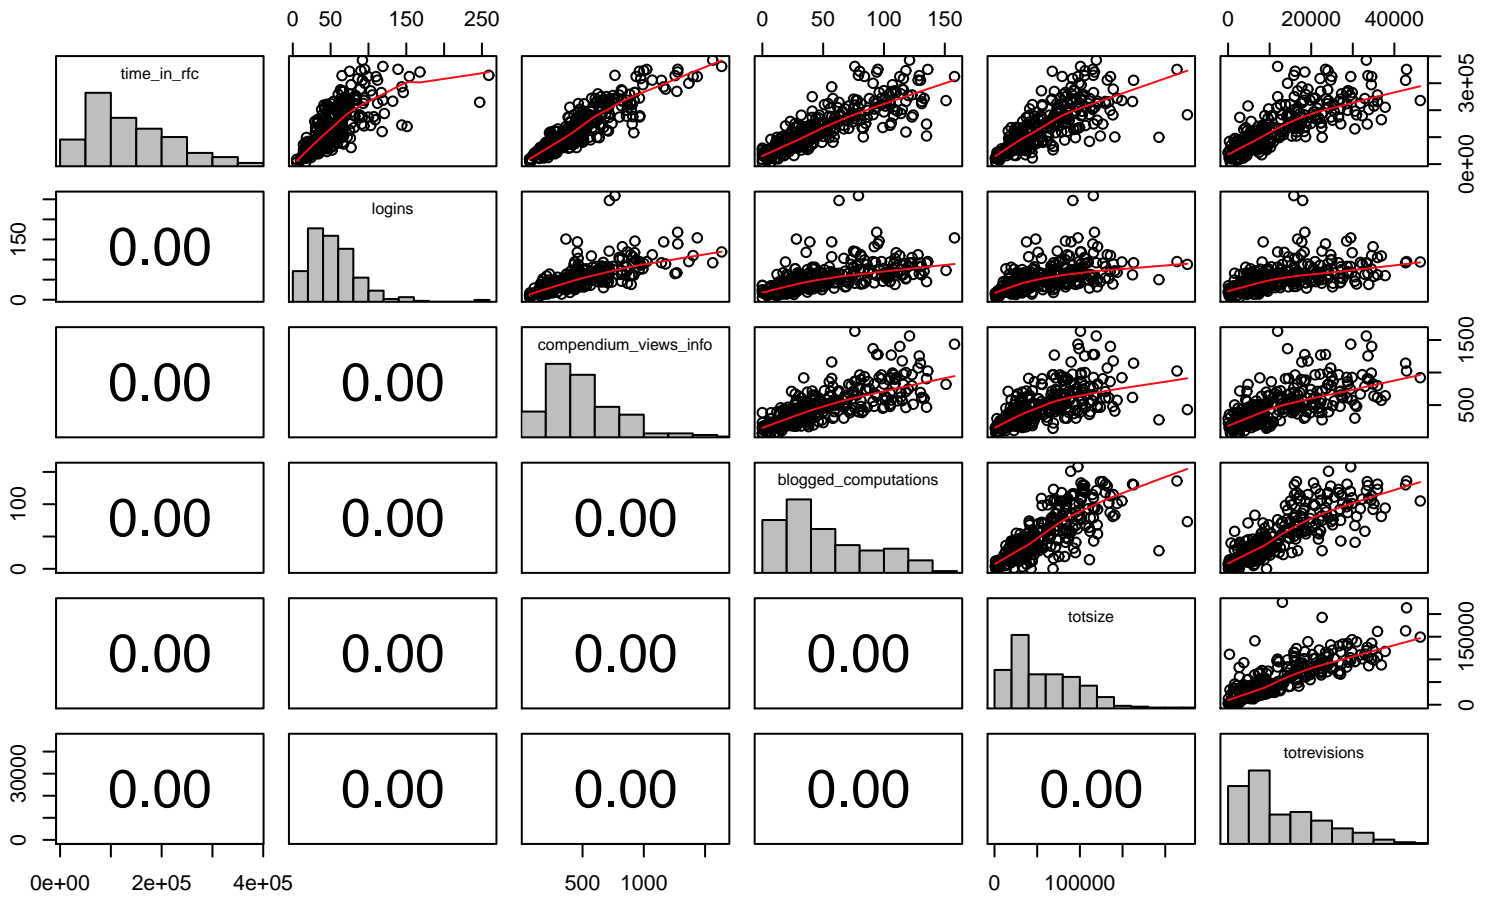 0 50 150 250 0 50 100 150 0 20000 40000
time_in_rfc
0e+00 3e+05
0.00 logins
0 150
0.00 0.00 compendium_views_info
500 1500
0.00 0.00 0.00 blogged_computations
0 100
0.00 0.00 0.00 0.00 totsize
0 150000
0.00 0.00 0.00 0.00 0.00 totrevisions
0 30000
0e+00 2e+05 4e+05 500 1000 0 100000